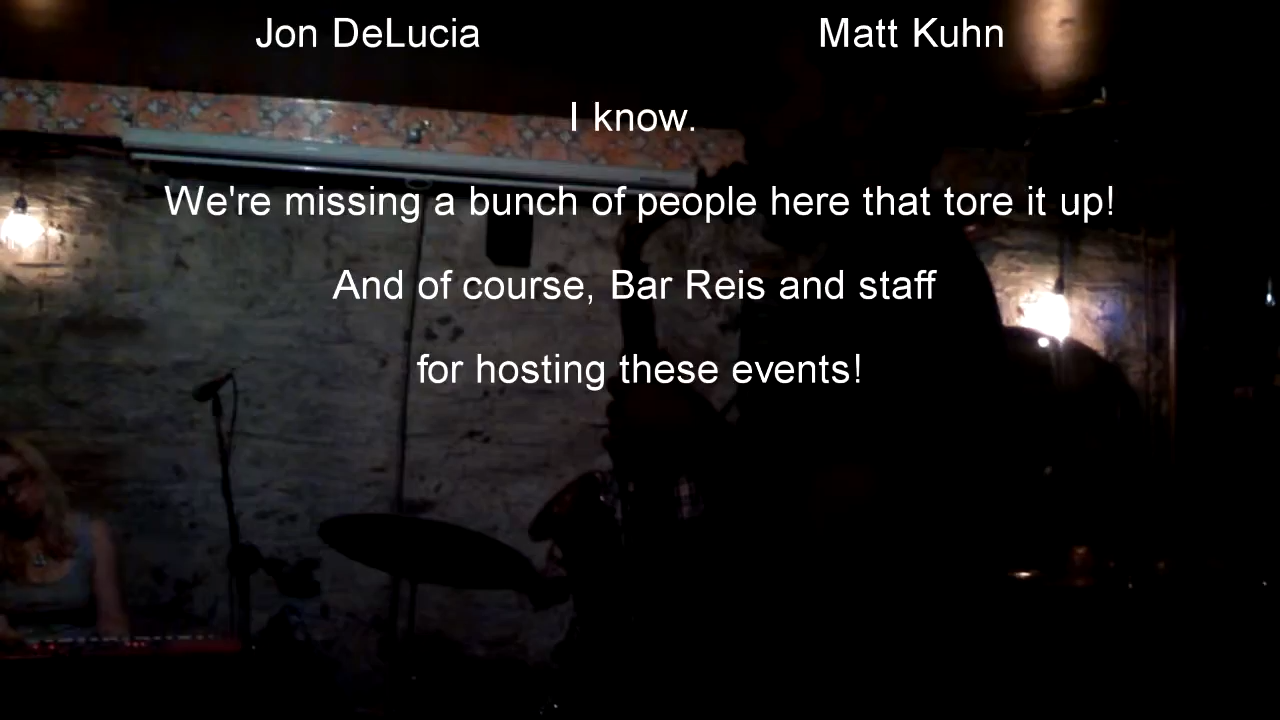 Jon DeLucia Matt Kuhn
I know.
We're missing a bunch of people here that tore it up!
And of course, Bar Reis and staff
for hosting these events!